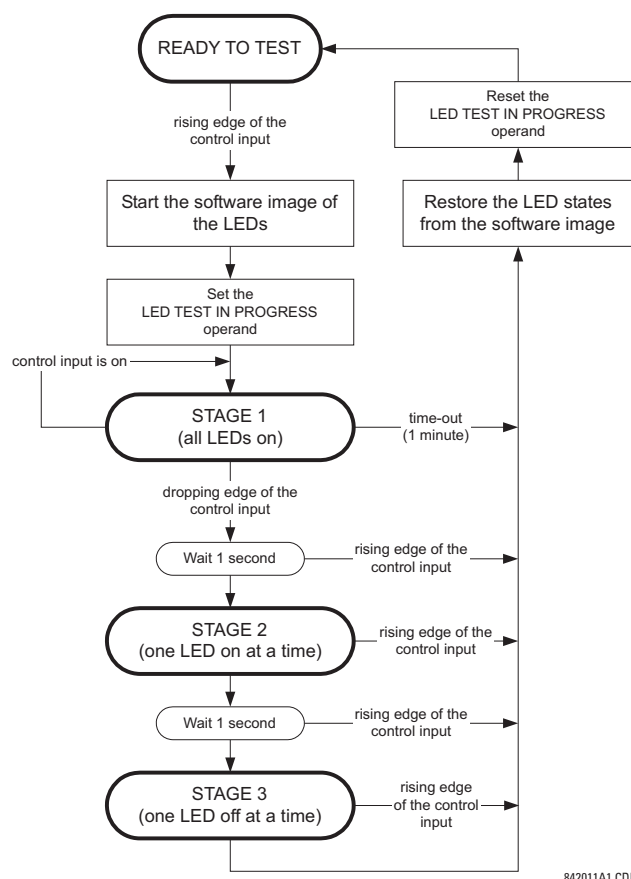 READY TO TEST
rising edge of the
control input
Start the software image of
the LEDs
Set the
LED TEST IN PROGRESS
operand
control input is on
STAGE 1
(all LEDs on)
time-out
(1 minute)
dropping edge of the
control input
Wait 1 second
rising edge of the
control input
STAGE 2
(one LED on at a time)
rising edge of the
control input
Wait 1 second
rising edge of the
control input
STAGE 3
(one LED off at a time)
rising edge
of the control
input
Reset the
LED TEST IN PROGRESS
operand
Restore the LED states
from the software image